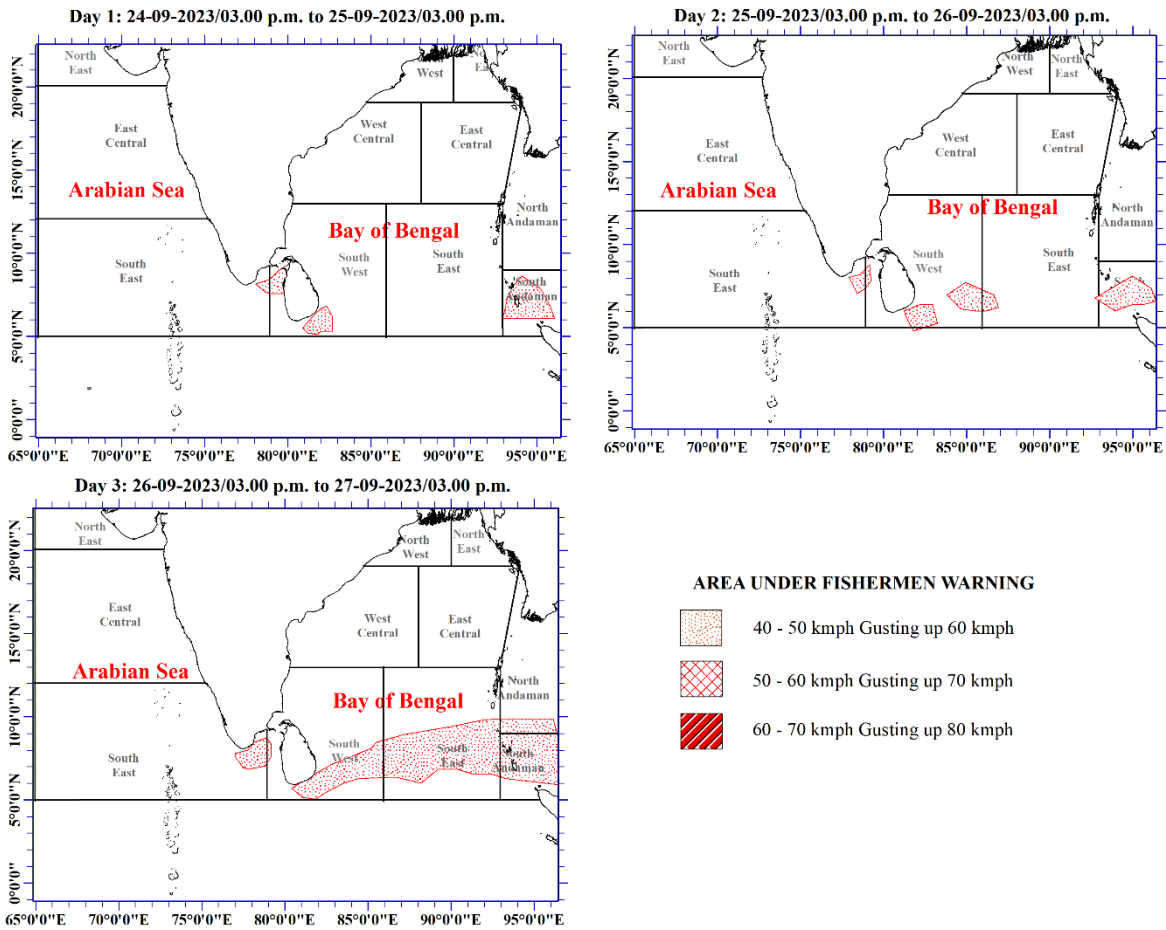 Day 1: 24-09-2023/03.00 p.m. to 25-09-2023/03.00 p.m.
North
East
West
East
Central
West
Central
East
Central
Arabian Sea
Bay of Bengal
North
Andaman
South
East
South
West
South
East
South
Andaman
20°0'0"N
15°0'0"N
10°0'0"N
5°0'0"N
0°0'0"
65°0'0"E 70°0'0"E 75°0'0"E 80°0'0"E 85°0'0"E 90°0'0"E 95°0'0"E
Day 2: 25-09-2023/03.00 p.m. to 26-09-2023/03.00 p.m.
North
East
North
West
North
East
East
Central
West
Central
East
Central
Arabian Sea
Bay of Bengal
North
Andaman
South
East
South
West
South
East
20°0'0"N
15°0'0"N
10°0'0"N
5°0'0"N
0°0'0"
65°0'0"E 70°0'0"E 75°0'0"E 80°0'0"E 85°0'0"E 90°0'0"E 95°0'0"E
Day 3: 26-09-2023/03.00 p.m. to 27-09-2023/03.00 p.m.
North
East
North
West
North
East
East
Central
West
Central
East
Central
Arabian Sea
Bay of Bengal
North
Andaman
South
East
South
West
South
East
South
Andaman
20°0'0"N
15°0'0"N
10°0'0"N
5°0'0"N
0°0'0"
65°0'0"E 70°0'0"E 75°0'0"E 80°0'0"E 85°0'0"E 90°0'0"E 95°0'0"E
AREA UNDER FISHERMEN WARNING
40 - 50 kmph Gusting up 60 kmph
50 - 60 kmph Gusting up 70 kmph
60 - 70 kmph Gusting up 80 kmph